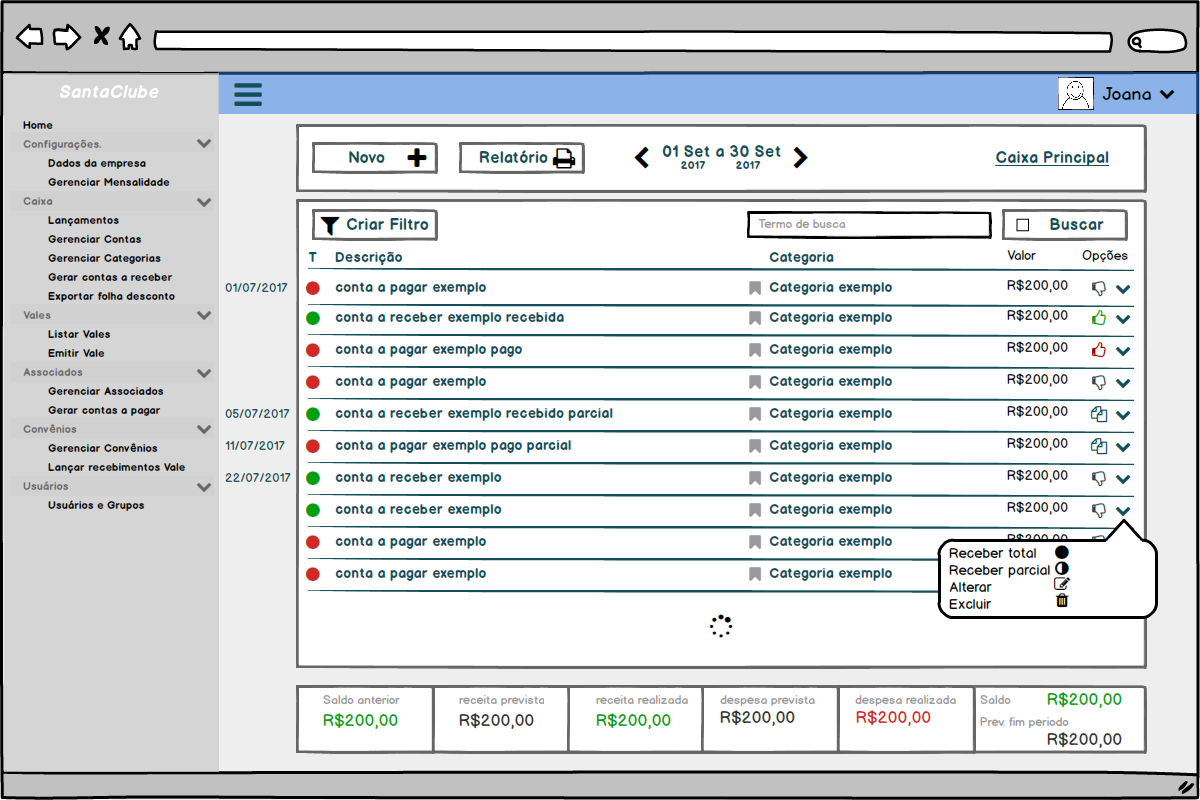 SantaClube
Joana
Home
Configurações.
Dados da empresa
Gerenciar Mensalidade
Caixa
Lançamentos
Gerenciar Contas
Gerenciar Categorias
Gerar contas a receber
Exportar folha desconto
Vales
Listar Vales
Emitir Vale
Associados
Gerenciar Associados
Gerar contas a pagar
Convênios
Gerenciar Convênios
Lançar recebimentos Vale
Usuários
Usuários e Grupos
Novo
Relatório
01 Set a 30 Set
2017 2017
Caixa Principal
Criar Filtro
Termo de busca
Buscar
T Descrição Categoria Valor Opções
01/07/2017 conta a pagar exemplo Categoria exemplo R$200,00
conta a receber exemplo recebida Categoria exemplo R$200,00
conta a pagar exemplo pago Categoria exemplo R$200,00
conta a pagar exemplo Categoria exemplo R$200,00
05/07/2017 conta a receber exemplo recebido parcial Categoria exemplo R$200,00
11/07/2017 conta a pagar exemplo pago parcial Categoria exemplo R$200,00
22/07/2017 conta a receber exemplo Categoria exemplo R$200,00
conta a receber exemplo Categoria exemplo R$200,00
conta a pagar exemplo Categoria exemplo R$200,00
conta a pagar exemplo Categoria exemplo
Receber total
Receber parcial
Alterar
Excluir
Saldo anterior
R$200,00
receita prevista
R$200,00
receita realizada
R$200,00
despesa prevista
R$200,00
despesa realizada
R$200,00
Saldo R$200,00
Prev. fim periodo
R$200,00